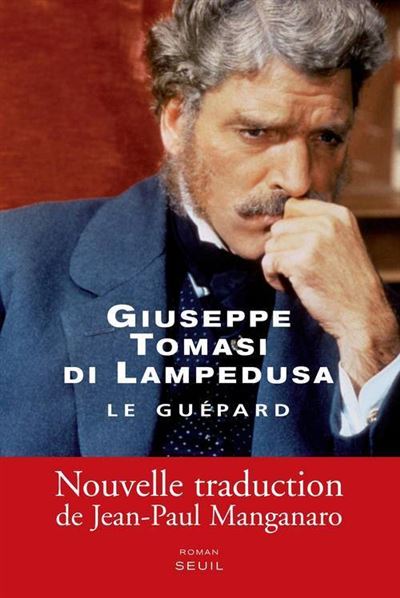 GIUSEPPE
TOMASI
DI LAMPEDUSA
LE GUÉPARD
Nouvelle traduction
de Jean-Paul Manganaro
ROMAN
SEUIL